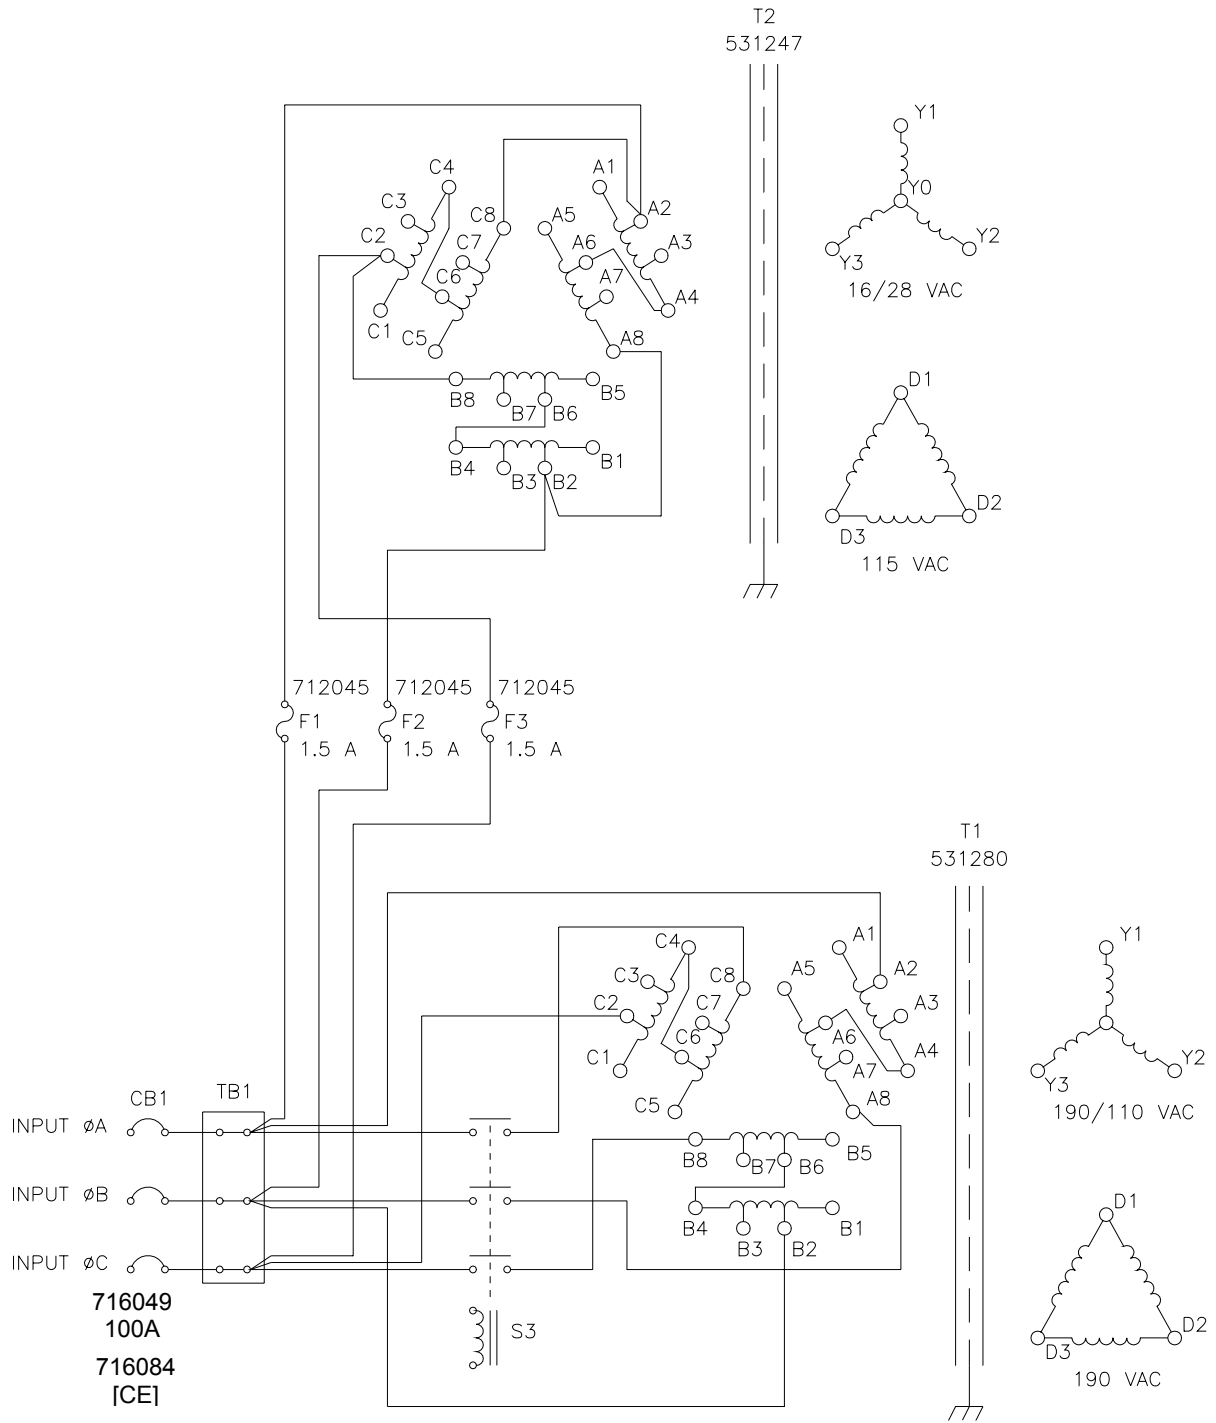 T2
531247
Y1
Y0
Y2
Y3
16/28 VAC
C4
A1
C3
C8
A5
A2
C2
C7
A6
A3
C6
A7
A4
C1
C5
A8
B8
B7
B6
B5
B4
B3
B2
B1
D1
D3
D2
115 VAC
712045
712045
712045
F1
F2
F3
1.5 A
1.5 A
1.5 A
T1
531280
C4
A1
C3
C8
A5
A2
C2
C7
A3
C6
A6
C1
A7
A4
C5
A8
Y1
Y2
Y3
190/110 VAC
CB1
TB1
INPUT øA
B8
B7
B6
B5
INPUT øB
B4
B3
B2
B1
INPUT øC
D1
D2
D3
190 VAC
716049
100A
S3
716084
[CE]